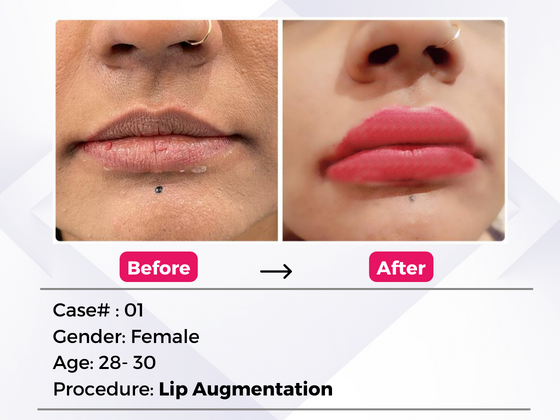 Before
After
Case# : 01
Gender: Female
Age: 28- 30
Procedure: Lip Augmentation